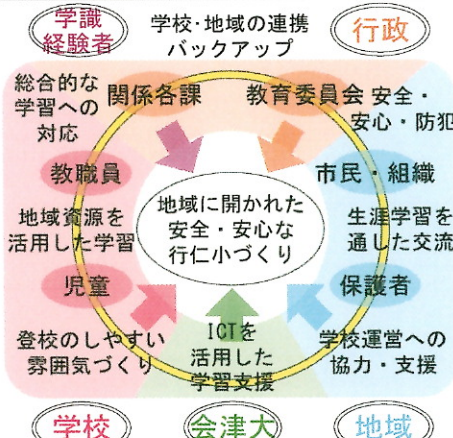 学識
経験者
学校・地域の連携
バックアップ
行政
総合的な
学習への
対応
関係各課
教育委員会
安全・
安心・防犯
教職員
市民・組織
地域資源を
活用した学習
地域に開かれた
安全・安心な
行仁小づくり
生涯学習を
通した交流
児童
保護者
登校のしやすい
雰囲気づくり
ICTを
活用した
学習支援
学校運営への
協力・支援
学校
会津大
地域